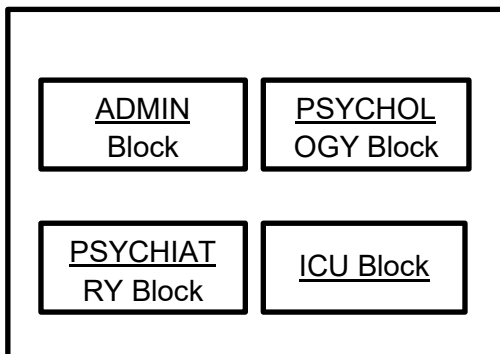 ADMIN
Block
PSYCHOL
OGY Block
PSYCHIAT
RY Block
ICU Block